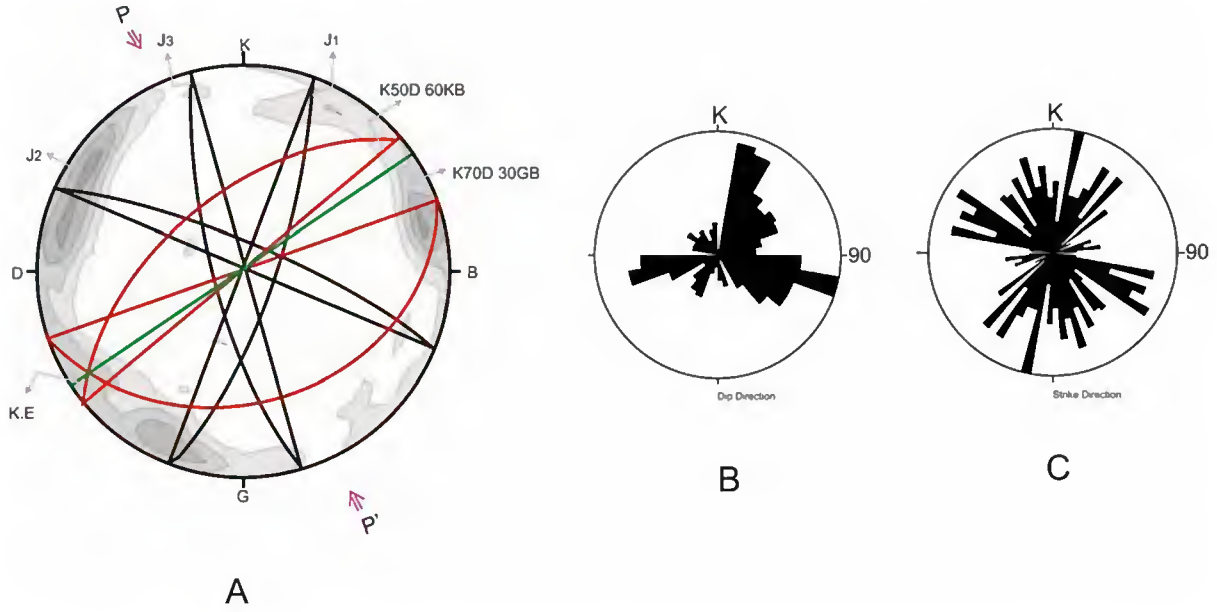 P
J3
K
J1
K50D 60KB
J2
K70D 30GB
D
B
K.E
G
P'
A
K
90
Dip Direction
B
K
90
Strike Direction
C